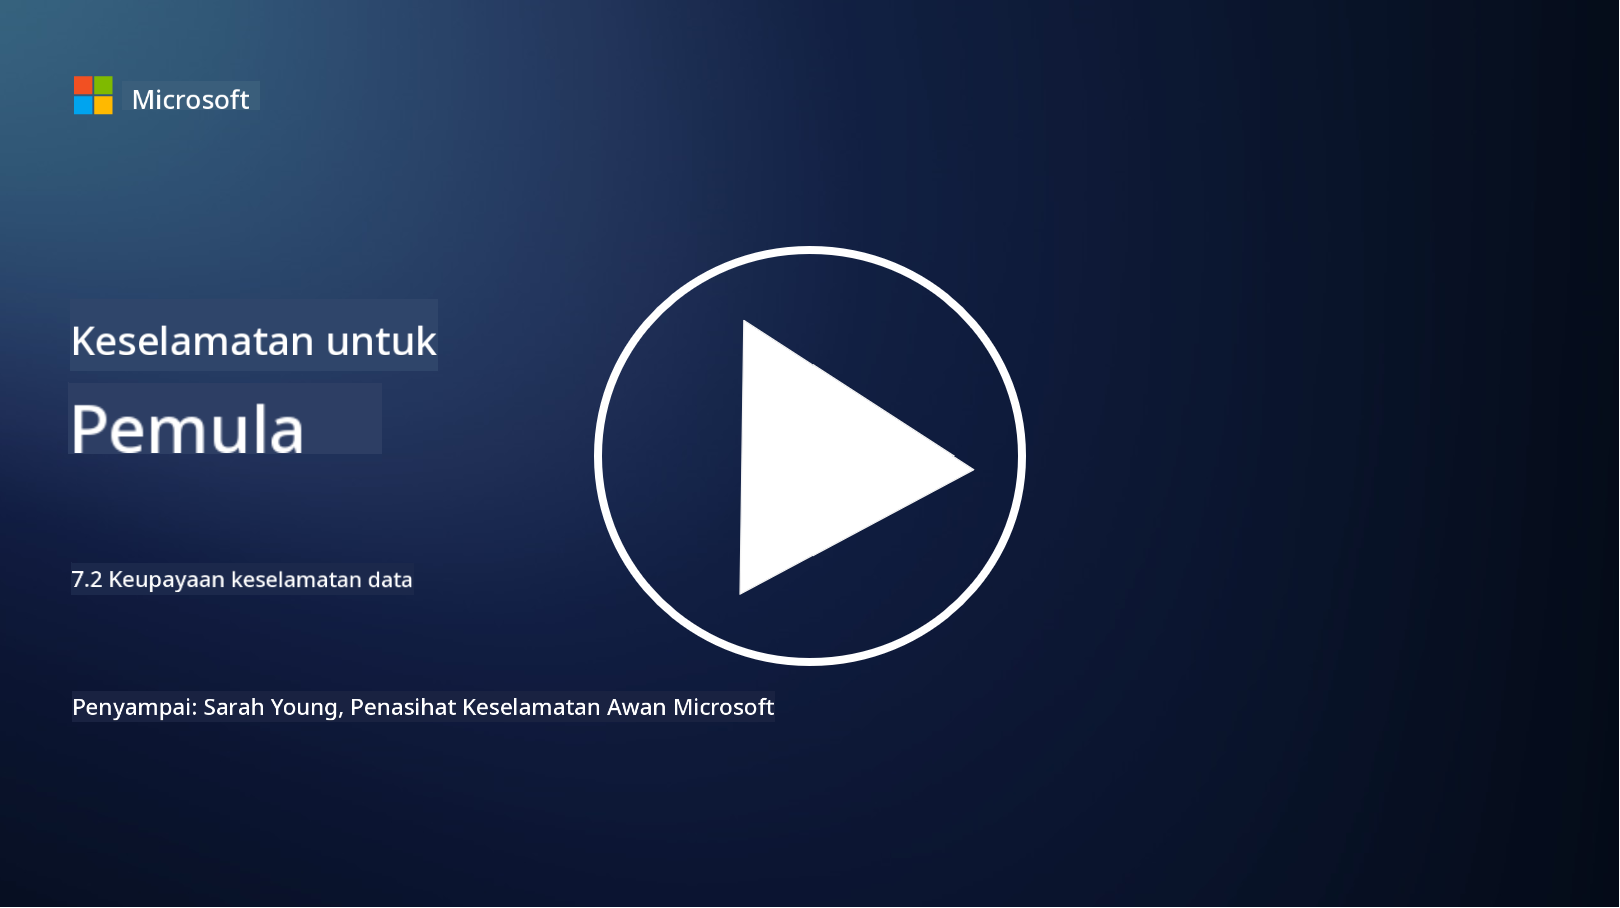 Microsoft
Keselamatan untuk
Pemula
7.2 Keupayaan keselamatan data
Penyampai: Sarah Young, Penasihat Keselamatan Awan Microsoft